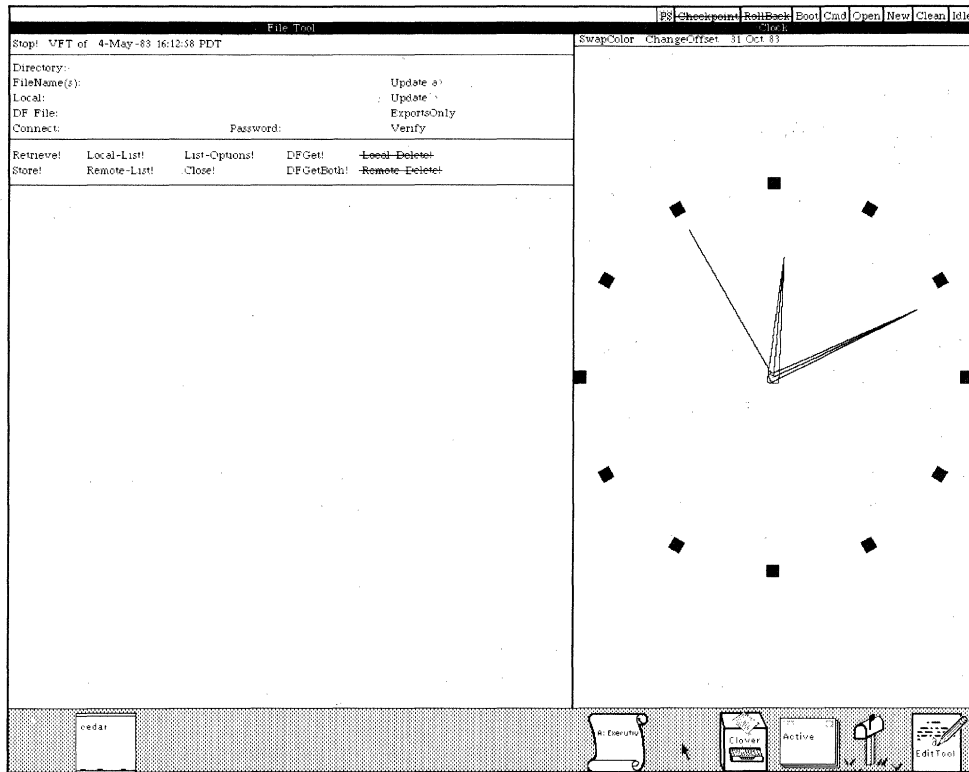 PS Checkpoint RollBack Boot Cmd Open New Clean Idle
File Tool
Clock
Stop! VFT of 4-May-83 16:12:58 PDT
SwapColor ChangeOffset 31 Oct 83
Directory:
FileName(s): Update
Local: Update
DF File: ExportsOnly
Connect: Password: Verify
Retrieve! Local-List! List-Options! DFGet! Local-Delete!
Store! Remote-List! Close! DFGetBoth! Remote-Delete!
cedar
A: Executiv
Clover
Active
EditTool